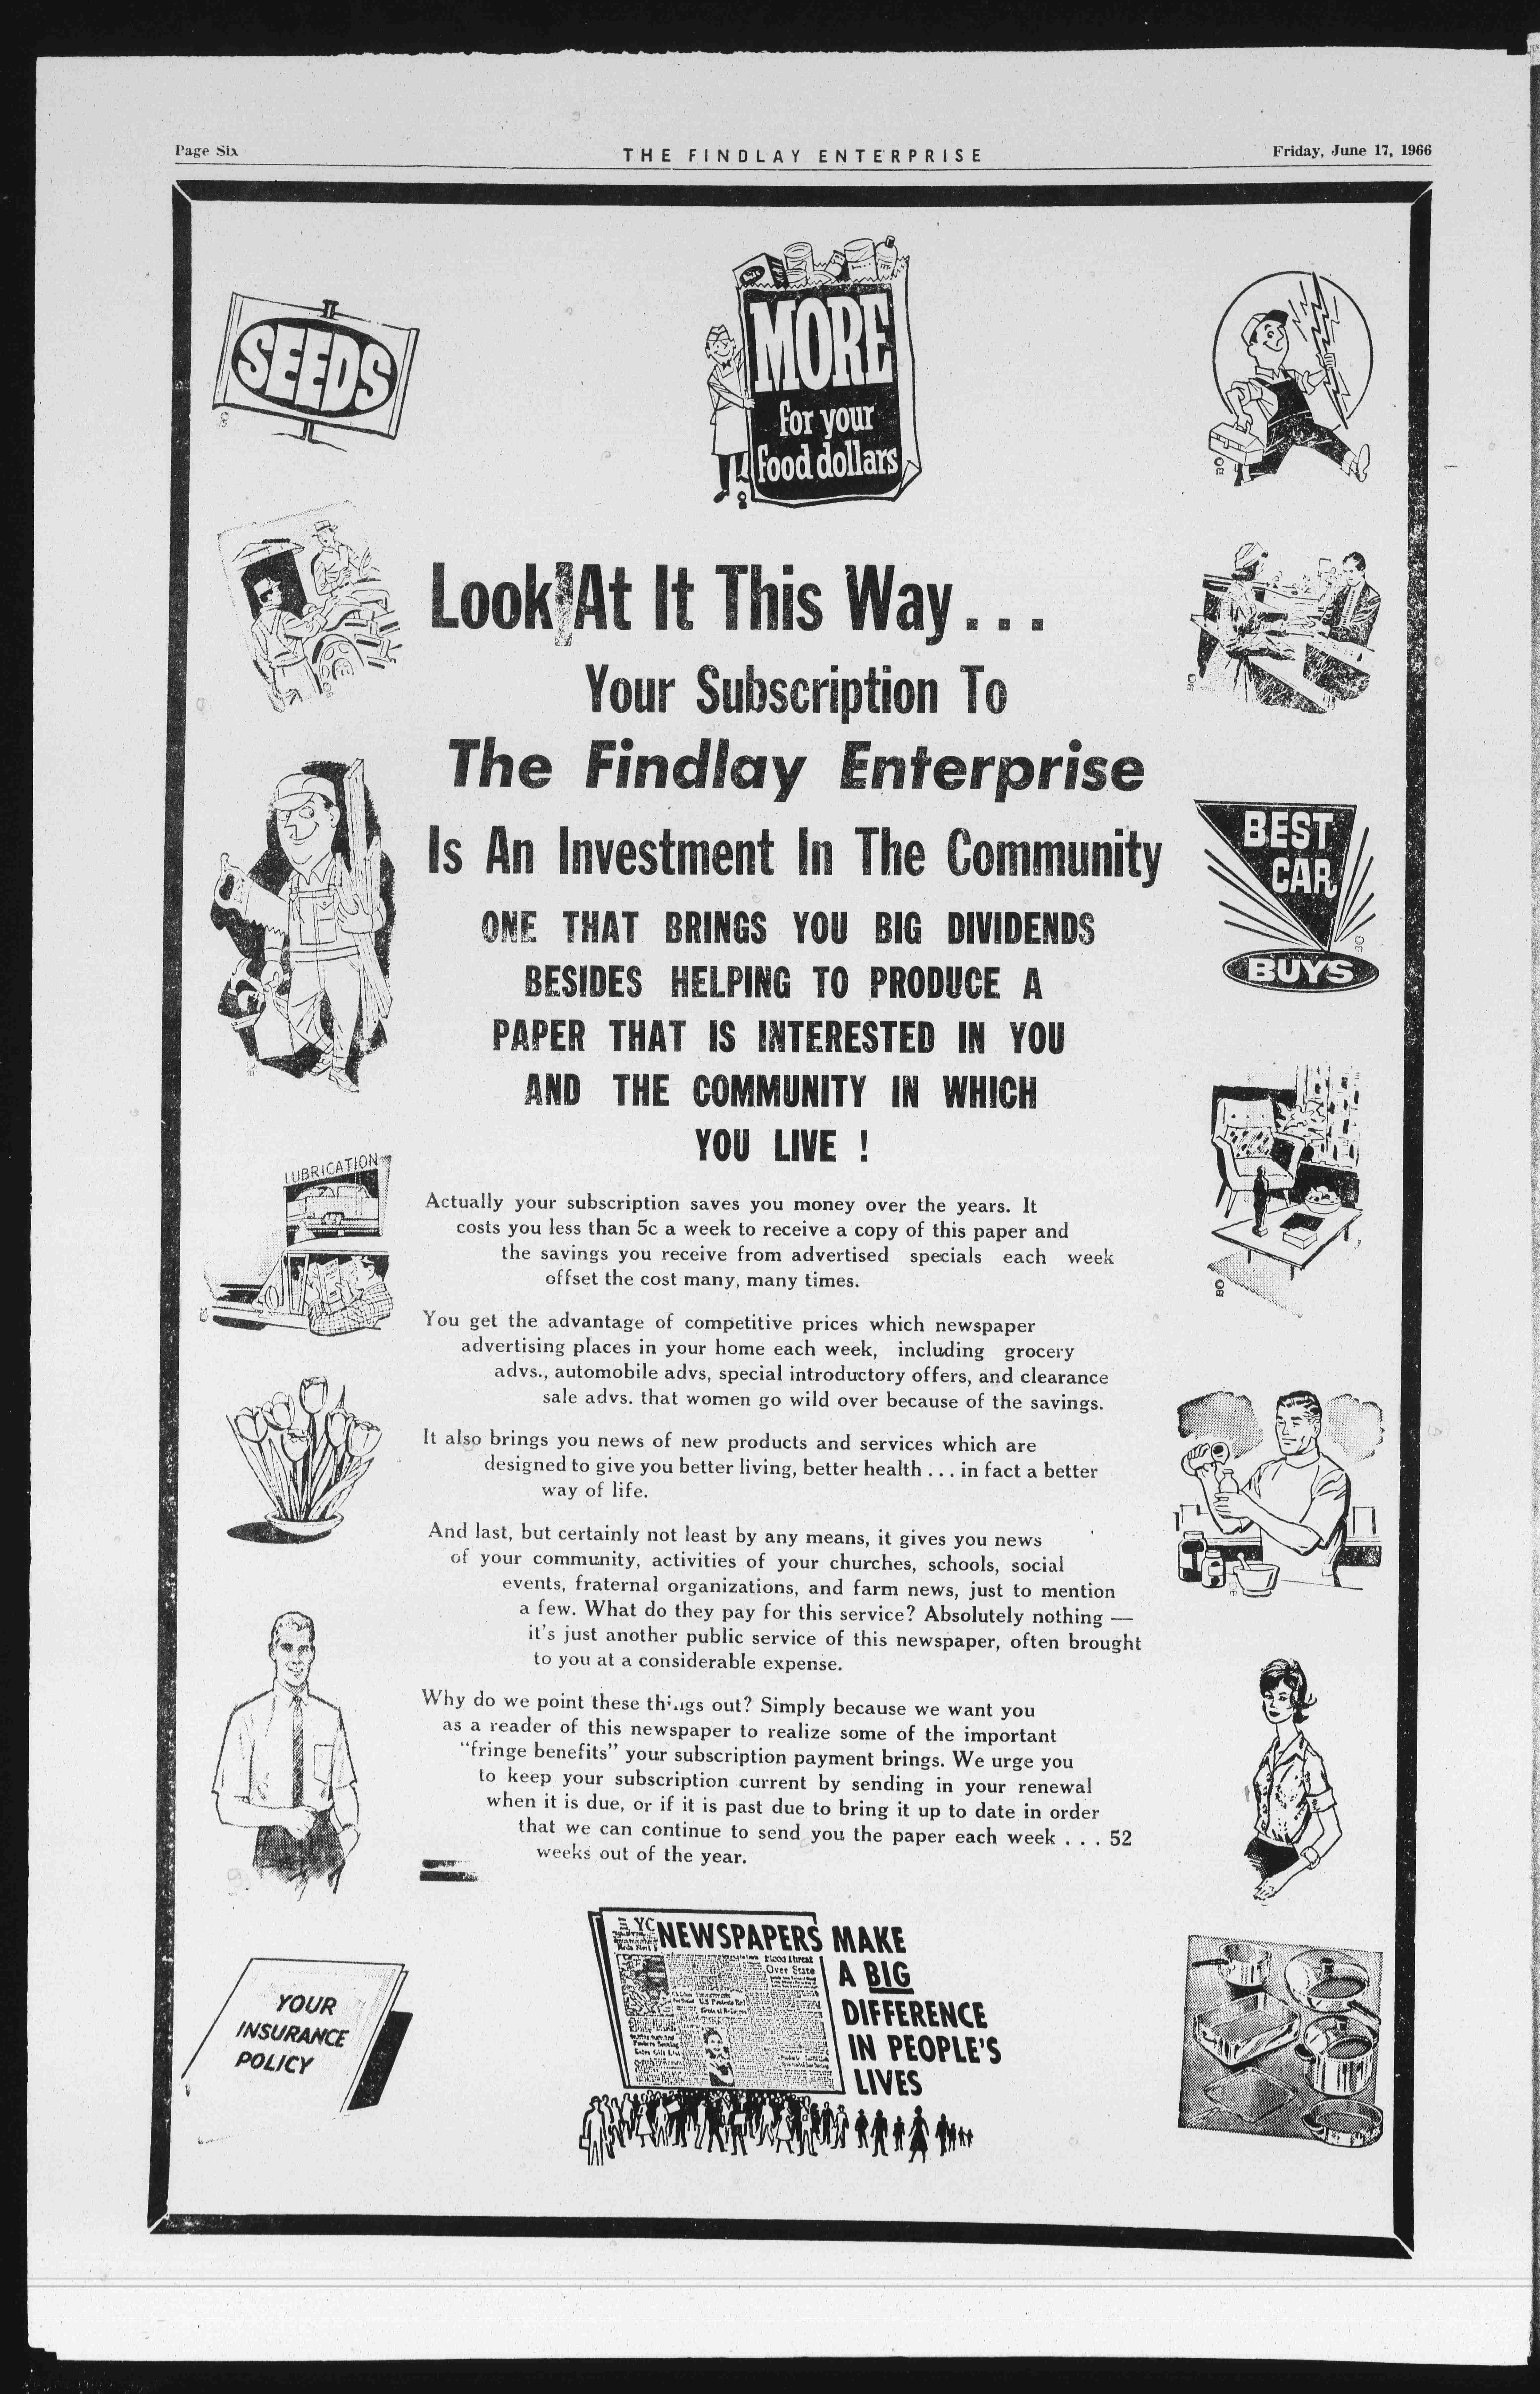 Page Six
THE FINDLAY ENTERPRISE
Friday, June 17, 1966
SEEDS
MORE
for your
food dollars
Look At It This Way . . .
Your Subscription To
The Findlay Enterprise
Is An Investment In The Community
ONE THAT BRINGS YOU BIG DIVIDENDS
BESIDES HELPING TO PRODUCE A
PAPER THAT IS INTERESTED IN YOU
AND THE COMMUNITY IN WHICH
YOU LIVE !
BEST
CAR
BUYS
LUBRICATION
Actually your subscription saves you money over the years. It
costs you less than 5c a week to receive a copy of this paper and
the savings you receive from advertised specials each week
offset the cost many, many times.
You get the advantage of competitive prices which newspaper
advertising places in your home each week, including grocery
advs., automobile advs, special introductory offers, and clearance
sale advs. that women go wild over because of the savings.
It also brings you news of new products and services which are
designed to give you better living, better health . . . in fact a better
way of life.
And last, but certainly not least by any means, it gives you news
of your community, activities of your churches, schools, social
events, fraternal organizations, and farm news, just to mention
a few. What do they pay for this service? Absolutely nothing —
it's just another public service of this newspaper, often brought
to you at a considerable expense.
Why do we point these things out? Simply because we want you
as a reader of this newspaper to realize some of the important
"fringe benefits" your subscription payment brings. We urge you
to keep your subscription current by sending in your renewal
when it is due, or if it is past due to bring it up to date in order
that we can continue to send you the paper each week . . . 52
weeks out of the year.
YOUR
INSURANCE
POLICY
NEWSPAPERS MAKE
A BIG
DIFFERENCE
IN PEOPLE'S
LIVES
Flood Threat
Over State